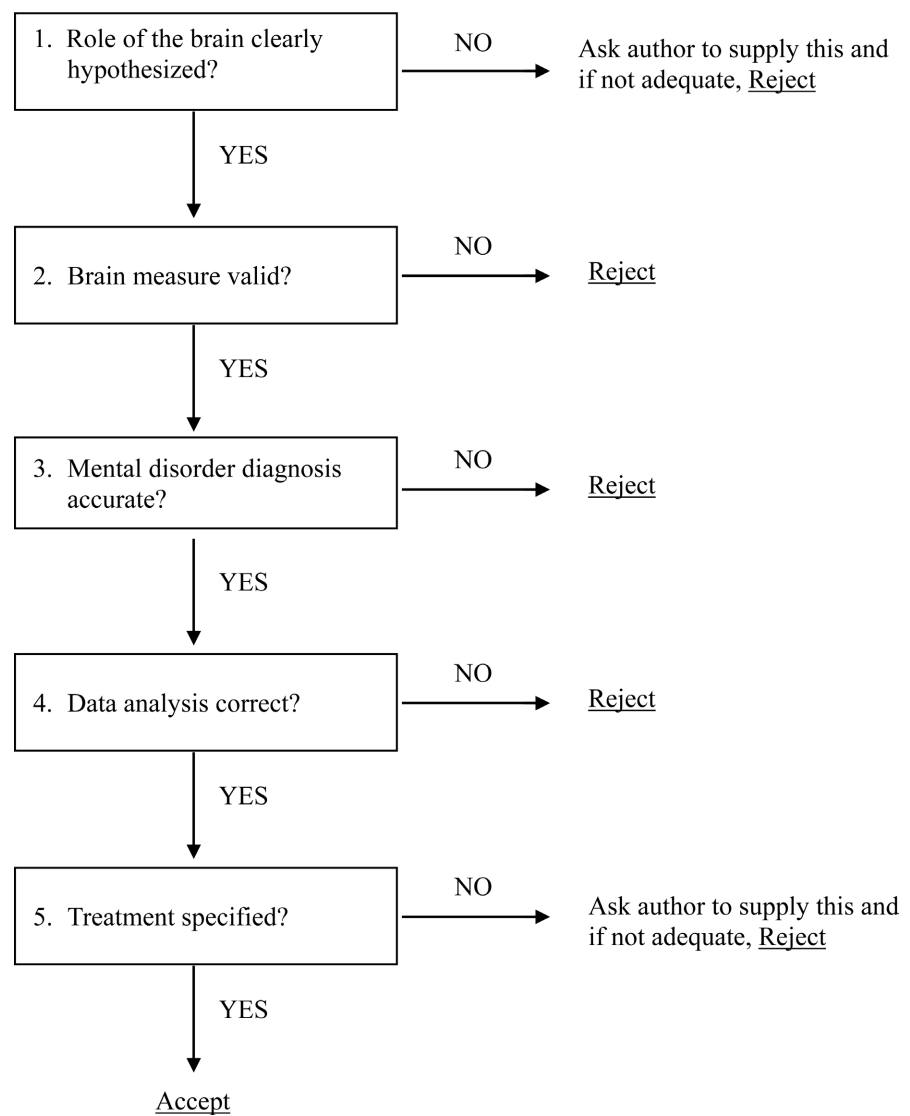 1. Role of the brain clearly
hypothesized?
NO
Ask author to supply this and
if not adequate, Reject
YES
2. Brain measure valid?
NO
Reject
YES
3. Mental disorder diagnosis
accurate?
NO
Reject
YES
4. Data analysis correct?
NO
Reject
YES
5. Treatment specified?
NO
Ask author to supply this and
if not adequate, Reject
YES
Accept